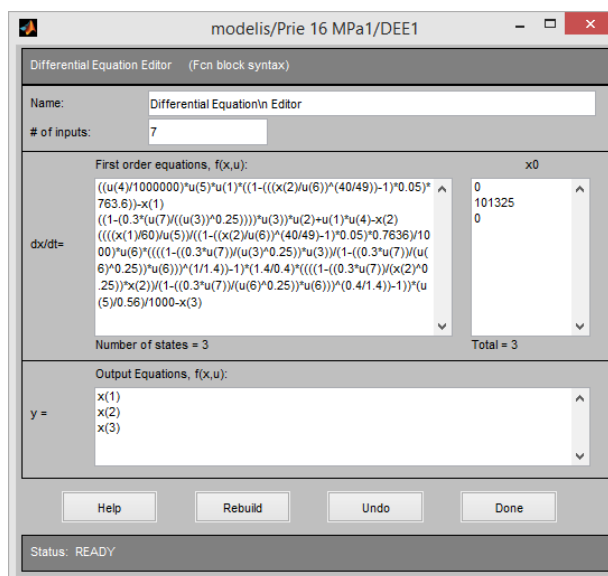 modelis/Prie 16 MPa1/DEE1
Differential Equation Editor (Fcn block syntax)
Name: Differential Equation\n Editor
# of inputs: 7
First order equations, f(x,u): x0
dx/dt=
((u(4)/1000000)*u(5)*u(1)*((1-(((x(2)/u(6))^(40/49))-1)*0.05)*
763.6))-x(1)
((1-(0.3*(u(7)/((u(3))^0.25))))*u(3))*u(2)+u(1)*u(4)-x(2)
((((x(1)/60)/u(5))/((1-((x(2)/u(6))^(40/49)-1)*0.05)*0.7636)/10
00)*u(6)*((((1-((0.3*u(7))/(u(3)^0.25))*u(3))/(1-((0.3*u(7))/(u(
6)^0.25))*u(6)))^(1/1.4))-1)*(1.4/0.4)*((((1-((0.3*u(7))/(x(2)^0
.25))*x(2))/(1-((0.3*u(7))/(u(6)^0.25))*u(6)))^(0.4/1.4))-1))*(u
(5)/0.56)/1000-x(3)
0
101325
0
Number of states = 3 Total = 3
Output Equations, f(x,u):
y =
x(1)
x(2)
x(3)
Help Rebuild Undo Done
Status: READY